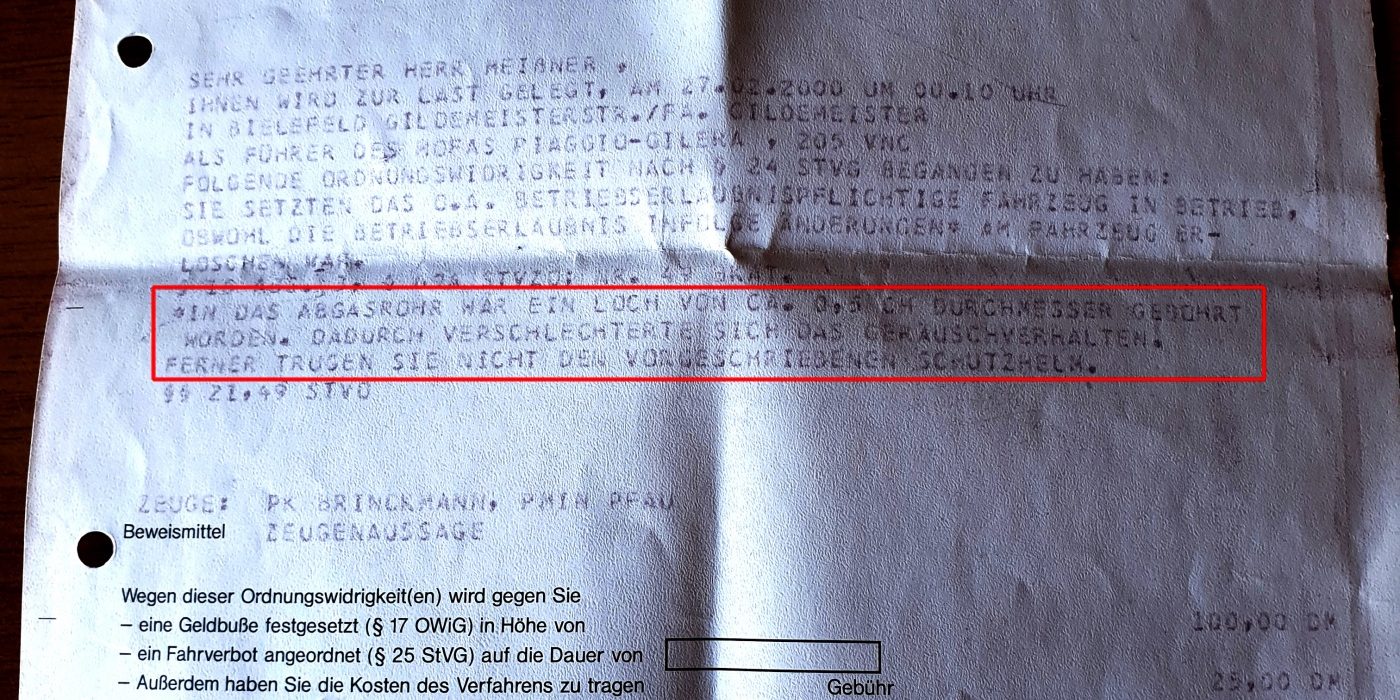 SEHR GEEHRTER HERR MEIßNER ,
IHNEN WIRD ZUR LAST GELEGT, AM 27.02.2000 UM 00.10 UHR
IN BIELEFELD GILDEMEISTERSTR./FA. GILDEMEISTER
ALS FÜHRER DES MOFAS PIAGGIO-GILERA , 205 VNC
FOLGENDE ORDNUNGSWIDRIGKEIT NACH § 24 STVG BEGANGEN ZU HABEN:
SIE SETZTEN DAS O.A. BETRIEBSERLAUBNISPFLICHTIGE FAHRZEUG IN BETRIEB,
OBWOHL DIE BETRIEBSERLAUBNIS INFOLGE ÄNDERUNGEN* AM FAHRZEUG ER-
LOSCHEN WAR.
STVZO;
*IN DAS ABGASROHR WAR EIN LOCH VON CA. 0,5 CM DURCHMESSER GEBOHRT
WORDEN. DADURCH VERSCHLECHTERTE SICH DAS GERÄUSCHVERHALTEN.
FERNER TRUGEN SIE NICHT DEN VORGESCHRIEBENEN SCHUTZHELM.
§§ 21,49 STVO
ZEUGE: PK BRINCKMANN, PMIN PFAU
Beweismittel ZEUGENAUSSAGE
Wegen dieser Ordnungswidrigkeit(en) wird gegen Sie
– eine Geldbuße festgesetzt (§ 17 OWiG) in Höhe von 100,00 DM
– ein Fahrverbot angeordnet (§ 25 StVG) auf die Dauer von
– Außerdem haben Sie die Kosten des Verfahrens zu tragen Gebühr 25,00 DM